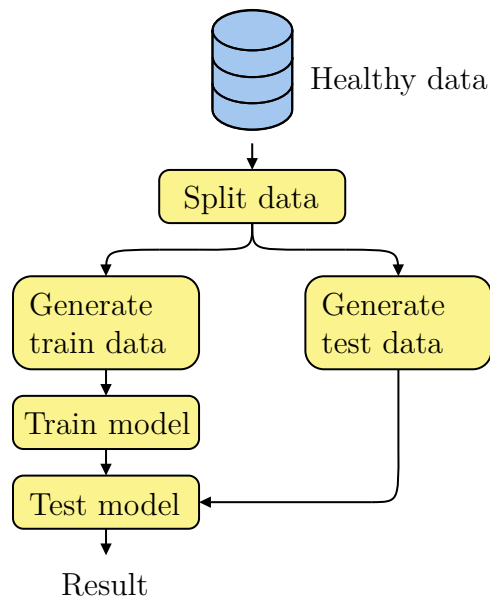 Healthy data
Split data
Generate
train data
Generate
test data
Train model
Test model
Result